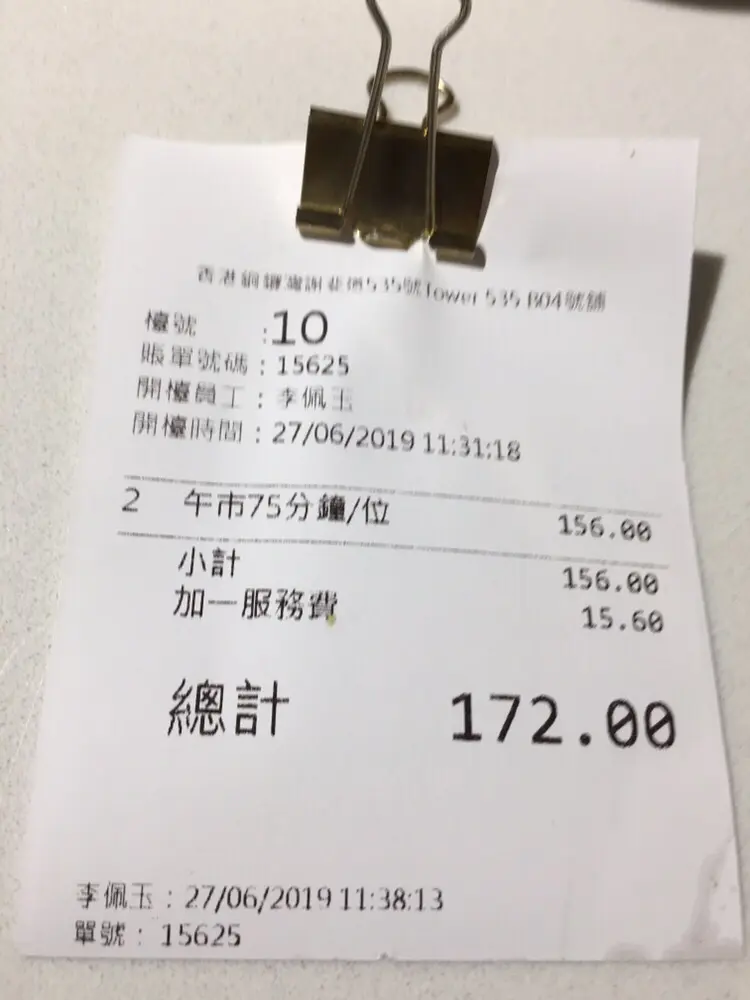 香港銅鑼灣謝斐道535號Tower 535 B04號舖
檯號 :10
賬單號碼：15625
開檯員工：李佩玉
開檯時間：27/06/2019 11:31:18
2 午市75分鐘/位 156.00
小計 156.00
加一服務費 15.60
總計 172.00
李佩玉：27/06/2019 11:38:13
單號： 15625